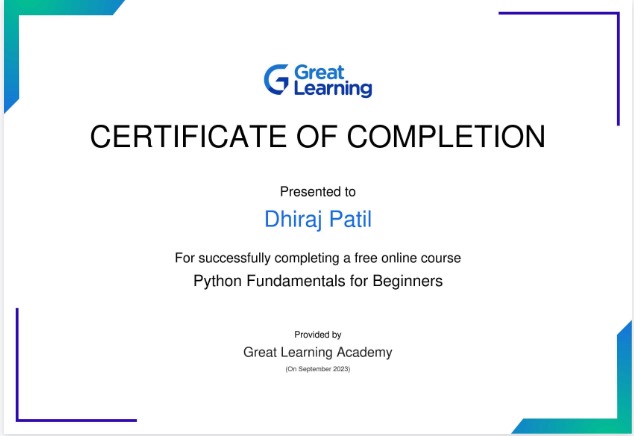 Great
Learning
CERTIFICATE OF COMPLETION
Presented to
Dhiraj Patil
For successfully completing a free online course
Python Fundamentals for Beginners
Provided by
Great Learning Academy
(On September 2023)